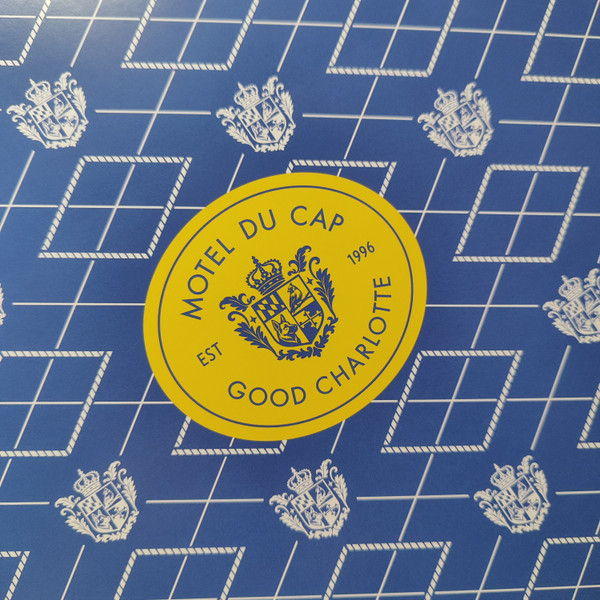 MOTEL DU CAP
EST
1996
GOOD CHARLOTTE